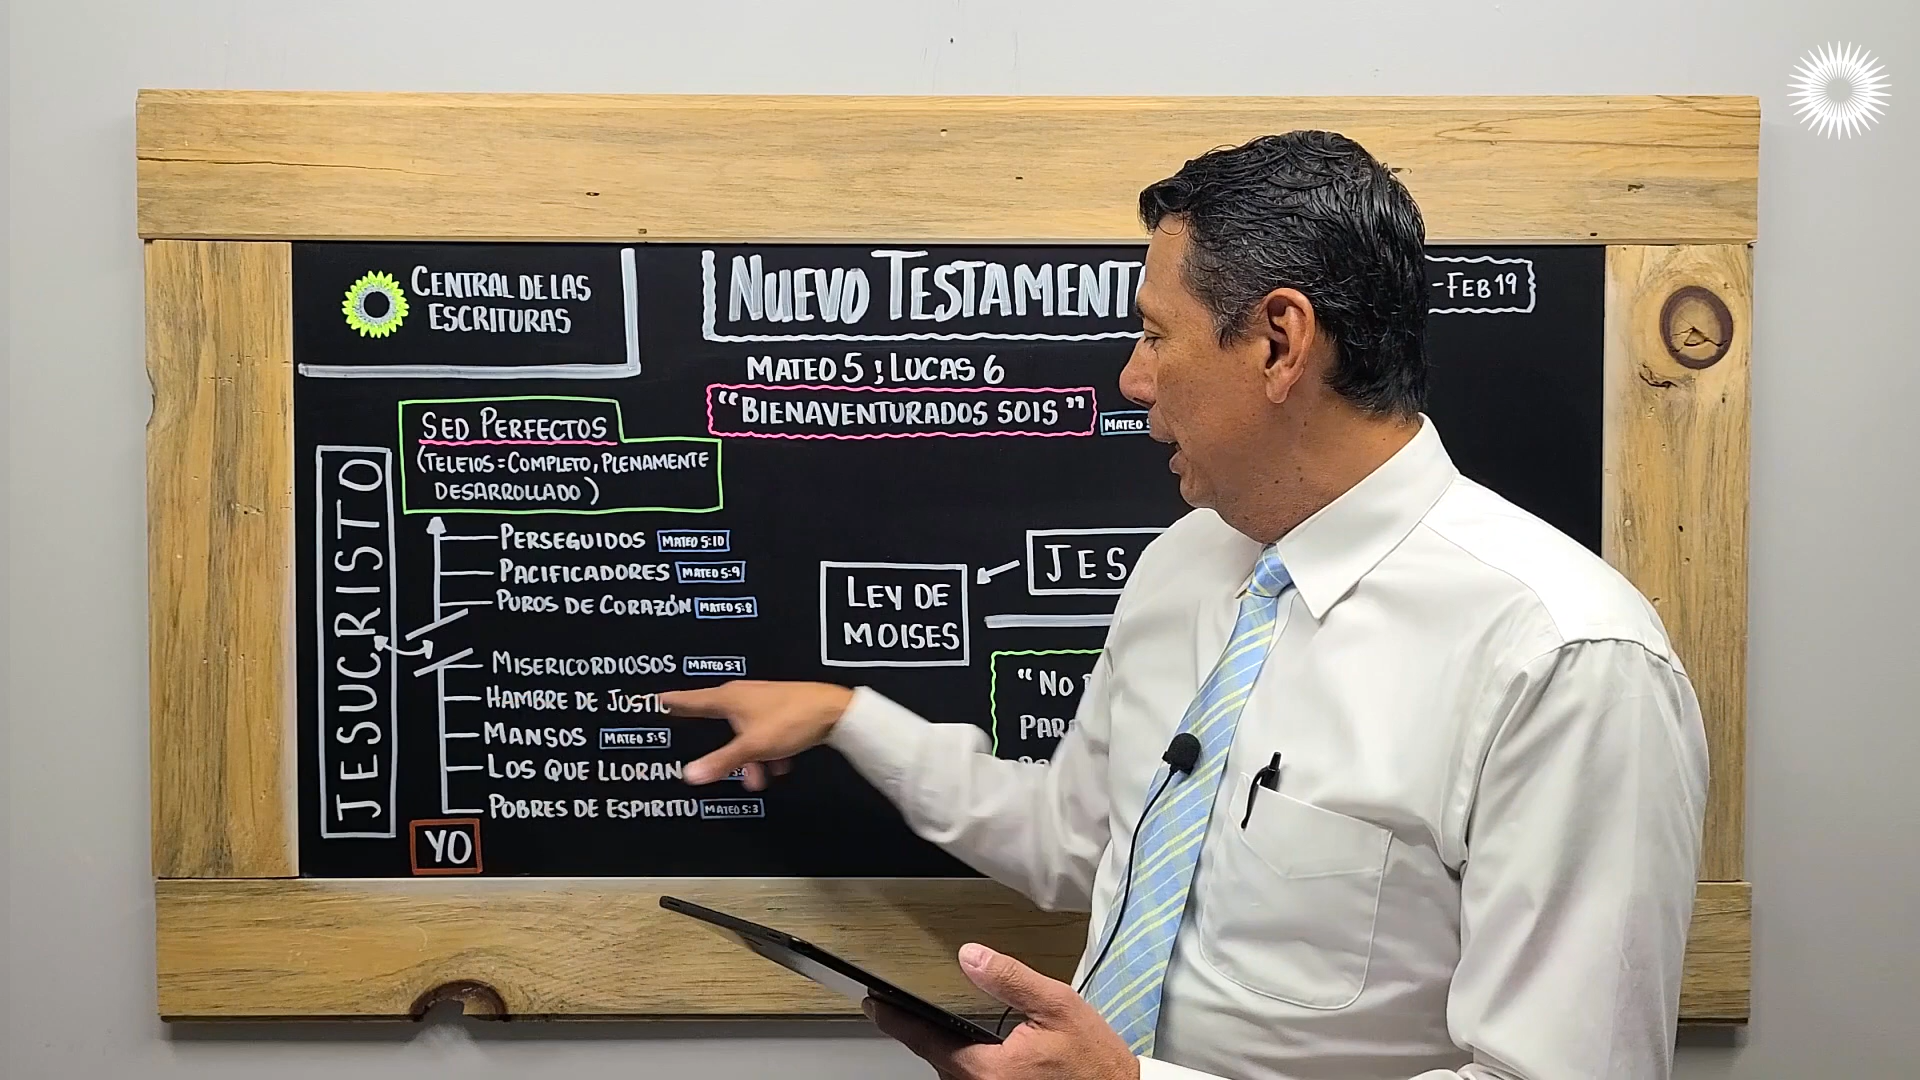 CENTRAL DE LAS
ESCRITURAS
NUEVO TESTAMENT
-FEB 19
MATEO 5 ; LUCAS 6
"BIENAVENTURADOS SOIS"
MATEO
SED PERFECTOS
(TELEIOS=COMPLETO, PLENAMENTE
DESARROLLADO)
JESUCRISTO
PERSEGUIDOS MATEO 5:10
PACIFICADORES MATEO 5:9
PUROS DE CORAZÓN MATEO 5:8
MISERICORDIOSOS MATEO 5:7
HAMBRE DE JUSTIC
MANSOS MATEO 5:5
LOS QUE LLORAN
POBRES DE ESPIRITU MATEO 5:3
YO
LEY DE
MOISES
JES
"NO
PAR